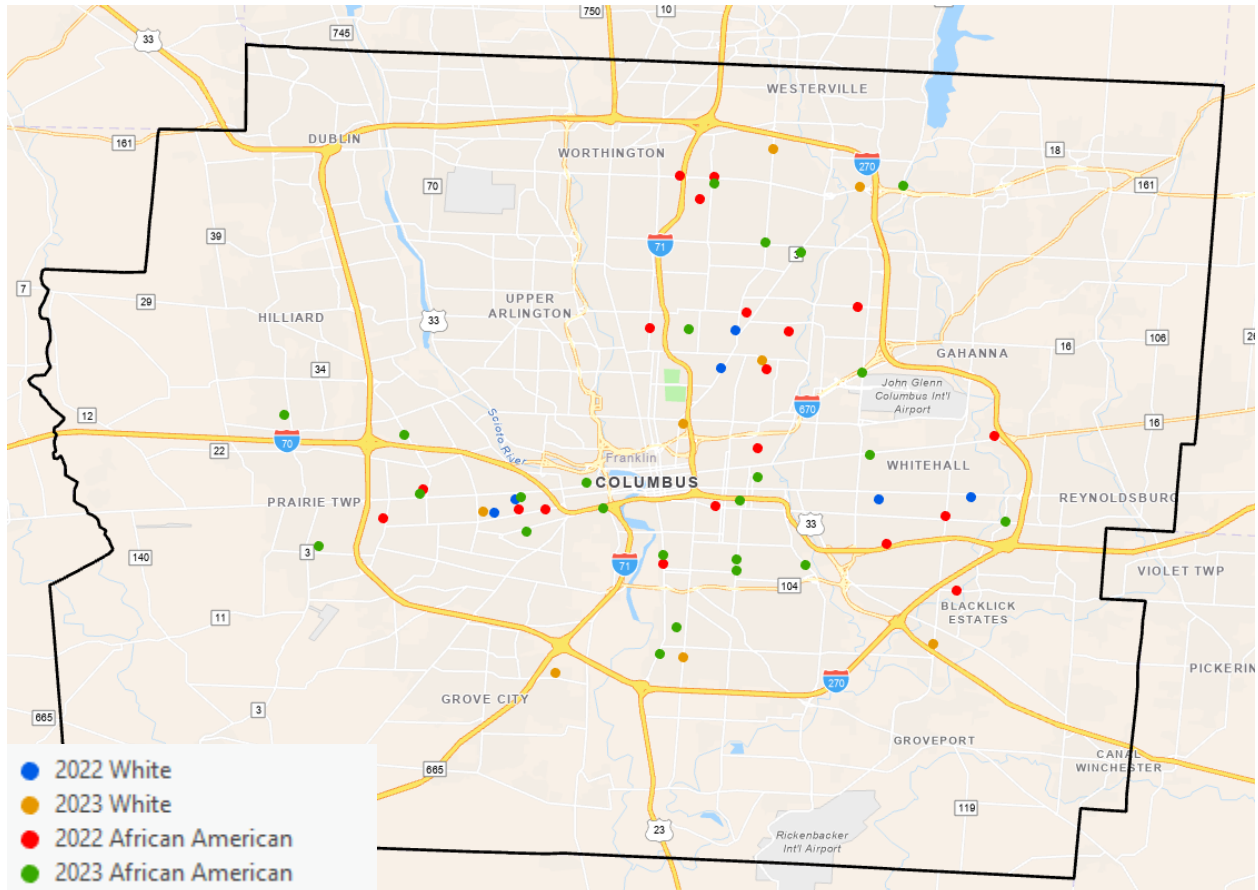 750
10
745
33
WESTERVILLE
161
DUBLIN
WORTHINGTON
18
270
161
70
39
71
3
7
29
UPPER
ARLINGTON
33
HILLIARD
106
26
16
GAHANNA
34
John Glenn
Columbus Int'l
Airport
12
670
16
22
70
Scioto River
Franklin
WHITEHALL
COLUMBUS
REYNOLDSBURG
PRAIRIE TWP
33
3
140
71
104
VIOLET TWP
BLACKLICK
ESTATES
11
PICKERIN
270
GROVE CITY
3
665
GROVEPORT
CANAL
WINCHESTER
665
119
23
Rickenbacker
Int'l Airport
2022 White
2023 White
2022 African American
2023 African American